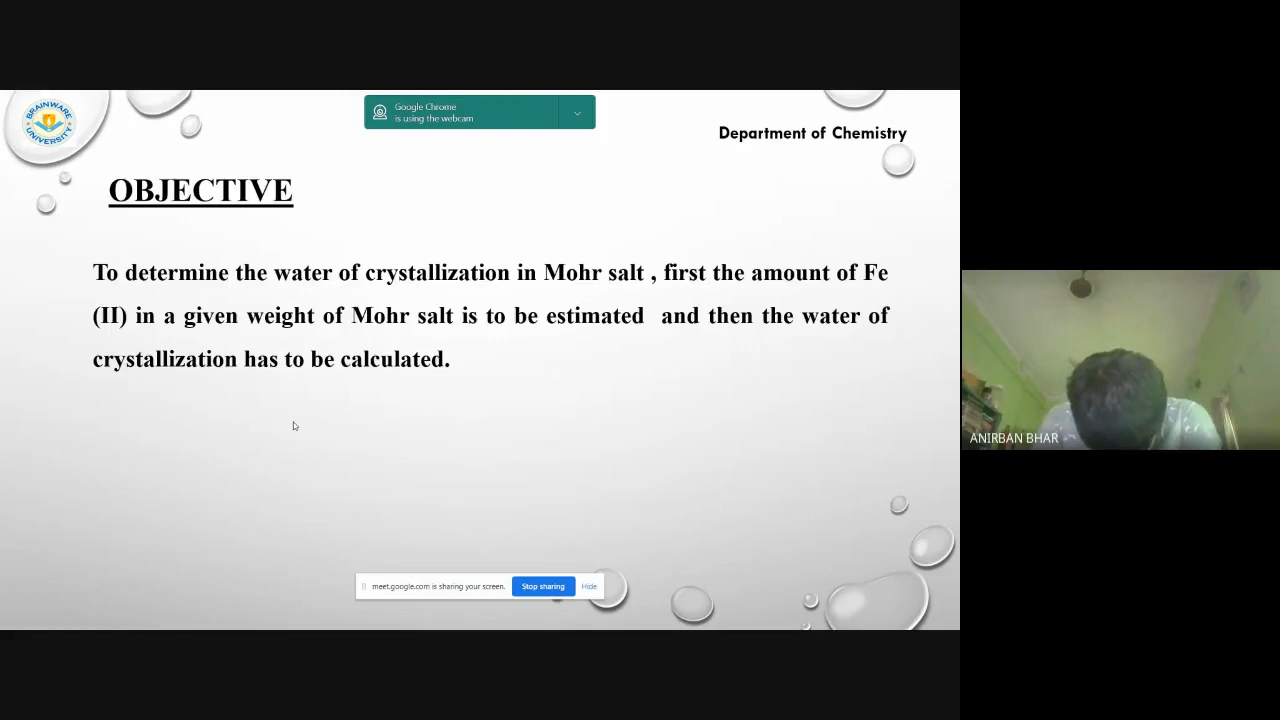 BRAINWARE
UNIVERSITY
Google Chrome
is using the webcam
Department of Chemistry
OBJECTIVE
To determine the water of crystallization in Mohr salt , first the amount of Fe
(II) in a given weight of Mohr salt is to be estimated and then the water of
crystallization has to be calculated.
ANIRBAN BHAR
meet.google.com is sharing your screen.
Stop sharing
Hide